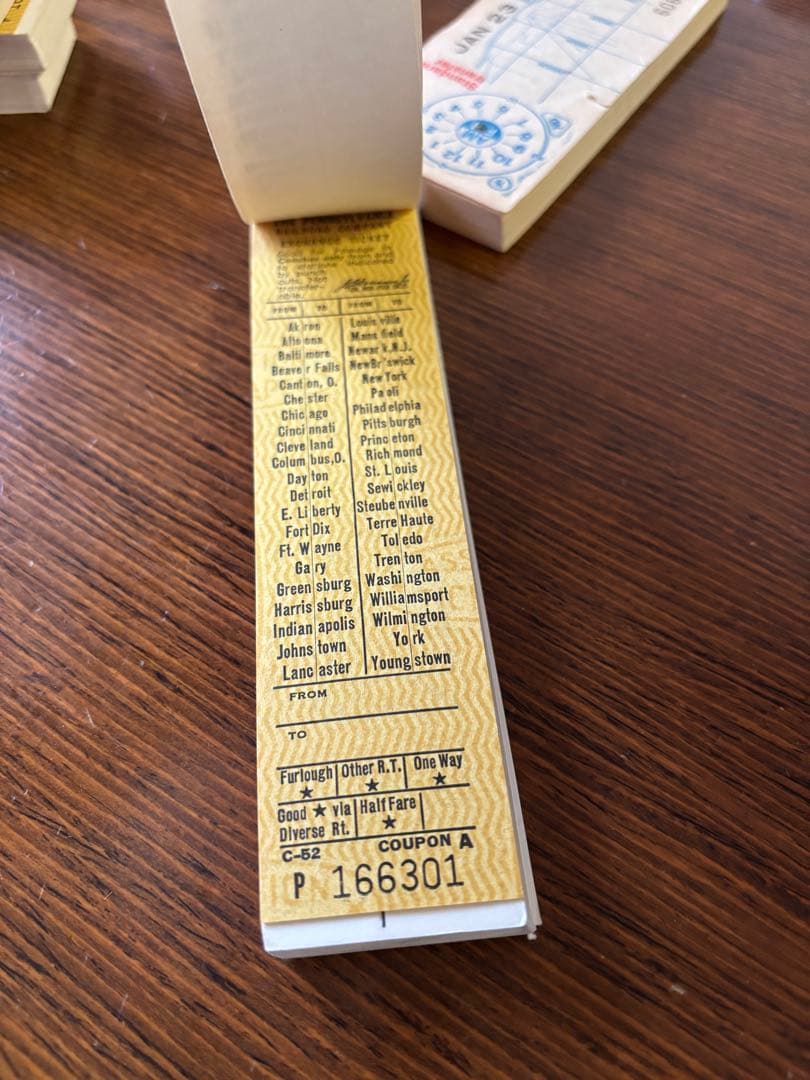 JAN 23
Standard
transfer
AM
FROM TO FROM TO
Akron Louisville
Altoona Mansfield
Baltimore Newark, N.J.
Beaver Falls NewBr'swick
Canton, O. New York
Chester Paoli
Chicago Philadelphia
Cincinnati Pittsburgh
Cleveland Princeton
Columbus,O. Richmond
Dayton St. Louis
Detroit Sewickley
E. Liberty Steubenville
Fort Dix Terre Haute
Ft. Wayne Toledo
Gary Trenton
Greensburg Washington
Harrisburg Williamsport
Indianapolis Wilmington
Johnstown York
Lancaster Youngstown
FROM
TO
Furlough Other R.T. One Way
★ ★ ★
Good ★ via Half Fare
Diverse Rt. ★
C-52 COUPON A
P 166301